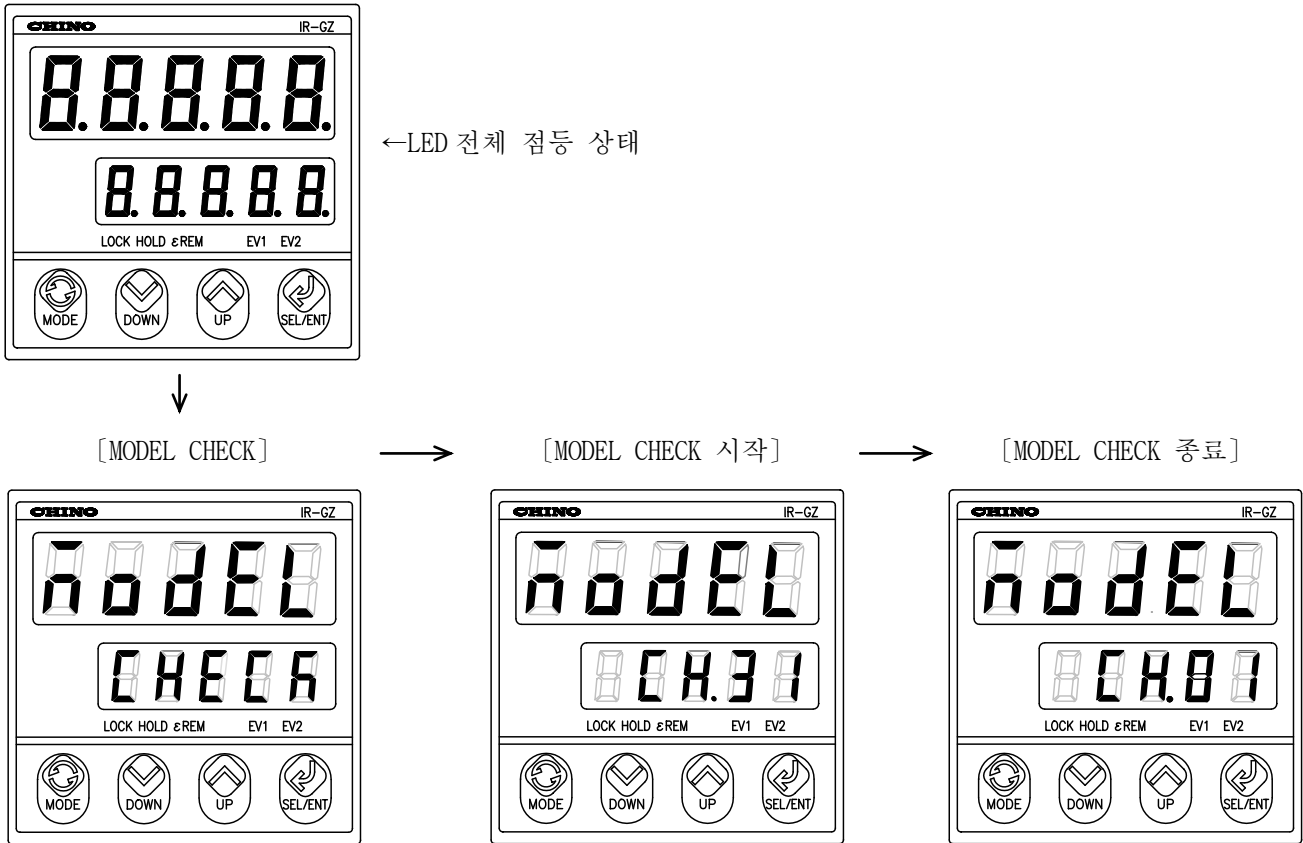 CHINO IR-GZ
8.8.8.8.8.
8.8.8.8.8.
LOCK HOLD εREM EV1 EV2
MODE DOWN UP SEL/ENT
←LED 전체 점등 상태
↓
[MODEL CHECK] → [MODEL CHECK 시작] → [MODEL CHECK 종료]
CHINO IR-GZ
nodEL
CHECK
LOCK HOLD εREM EV1 EV2
MODE DOWN UP SEL/ENT
CHINO IR-GZ
nodEL
CH.31
LOCK HOLD εREM EV1 EV2
MODE DOWN UP SEL/ENT
CHINO IR-GZ
nodEL
CH.81
LOCK HOLD εREM EV1 EV2
MODE DOWN UP SEL/ENT